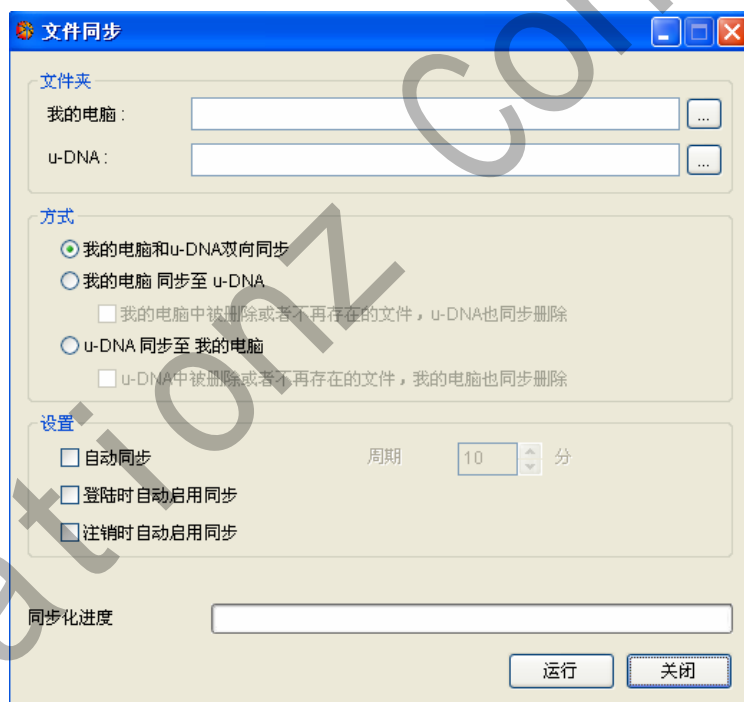 文件同步
文件夹
我的电脑：
...
u-DNA：
...
方式
我的电脑和u-DNA双向同步
我的电脑 同步至 u-DNA
我的电脑中被删除或者不再存在的文件，u-DNA也同步删除
u-DNA 同步至 我的电脑
u-DNA中被删除或者不再存在的文件，我的电脑也同步删除
设置
自动同步 周期 10 分
登陆时自动启用同步
注销时自动启用同步
同步化进度
运行 关闭
ationz Con